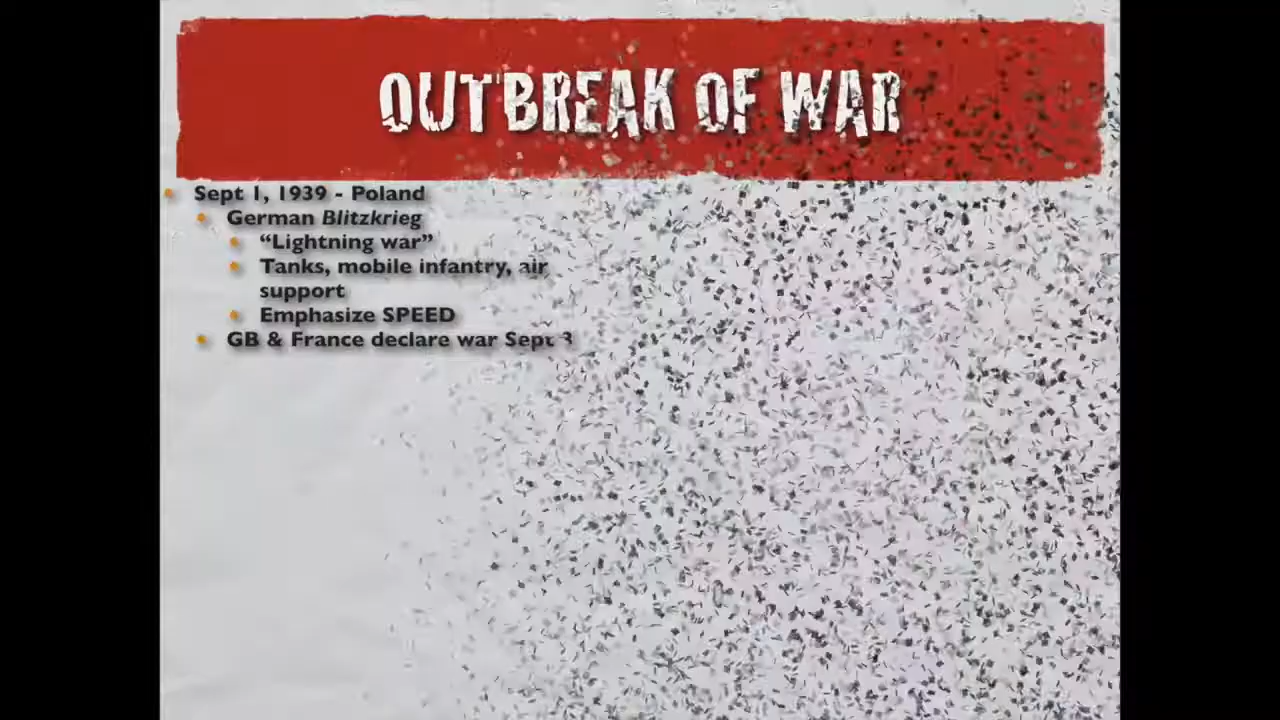 OUTBREAK OF WAR
Sept 1, 1939 - Poland
German Blitzkrieg
“Lightning war”
Tanks, mobile infantry, air
support
Emphasize SPEED
GB & France declare war Sept 3